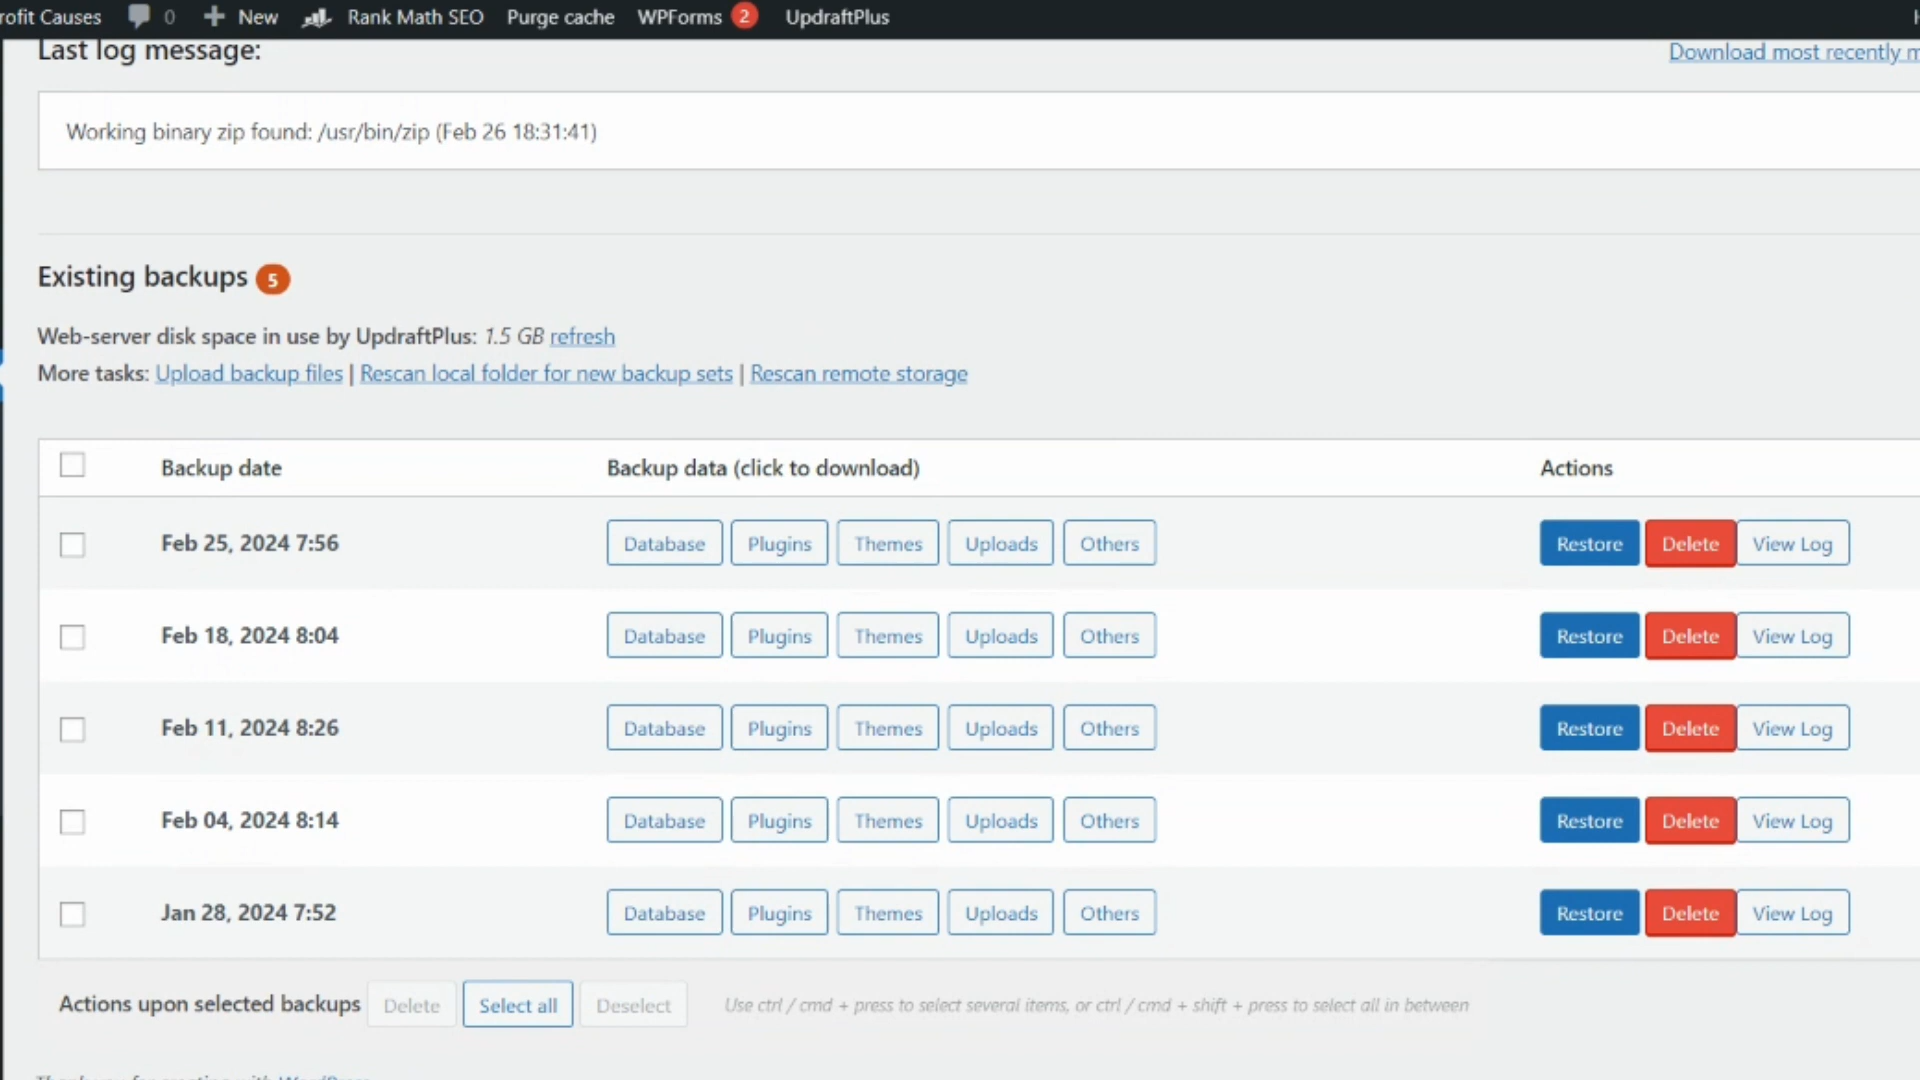 rofit Causes 0 New Rank Math SEO Purge cache WPForms 2 UpdraftPlus
Last log message: Download most recently
Working binary zip found: /usr/bin/zip (Feb 26 18:31:41)
Existing backups 5
Web-server disk space in use by UpdraftPlus: 1.5 GB refresh
More tasks: Upload backup files | Rescan local folder for new backup sets | Rescan remote storage
Backup date Backup data (click to download) Actions
Feb 25, 2024 7:56 Database Plugins Themes Uploads Others Restore Delete View Log
Feb 18, 2024 8:04 Database Plugins Themes Uploads Others Restore Delete View Log
Feb 11, 2024 8:26 Database Plugins Themes Uploads Others Restore Delete View Log
Feb 04, 2024 8:14 Database Plugins Themes Uploads Others Restore Delete View Log
Jan 28, 2024 7:52 Database Plugins Themes Uploads Others Restore Delete View Log
Actions upon selected backups Delete Select all Deselect Use ctrl / cmd + press to select several items, or ctrl / cmd + shift + press to select all in between